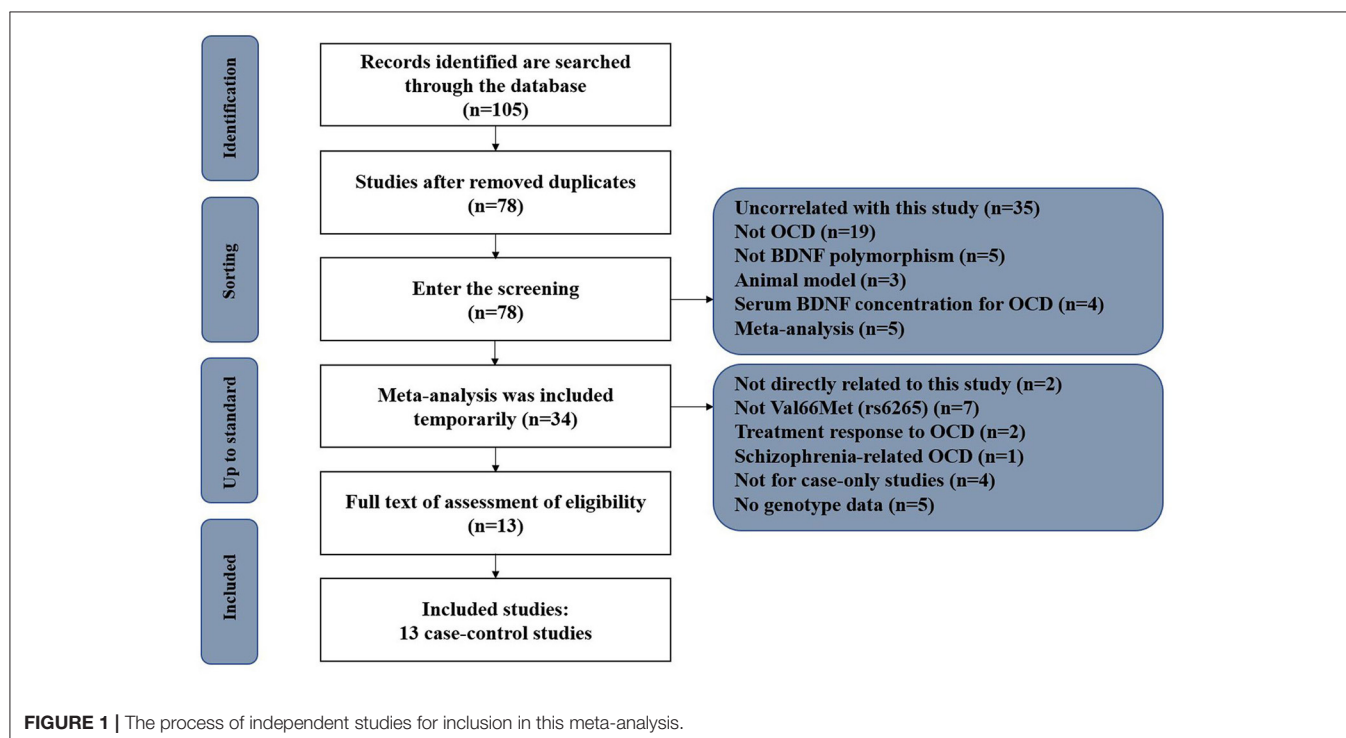 Identification
Records identified are searched
through the database
(n=105)
Studies after removed duplicates
(n=78)
Sorting
Enter the screening
(n=78)
Uncorrelated with this study (n=35)
Not OCD (n=19)
Not BDNF polymorphism (n=5)
Animal model (n=3)
Serum BDNF concentration for OCD (n=4)
Meta-analysis (n=5)
Up to standard
Meta-analysis was included
temporarily (n=34)
Not directly related to this study (n=2)
Not Val66Met (rs6265) (n=7)
Treatment response to OCD (n=2)
Schizophrenia-related OCD (n=1)
Not for case-only studies (n=4)
No genotype data (n=5)
Full text of assessment of eligibility
(n=13)
Included
Included studies:
13 case-control studies
FIGURE 1 | The process of independent studies for inclusion in this meta-analysis.